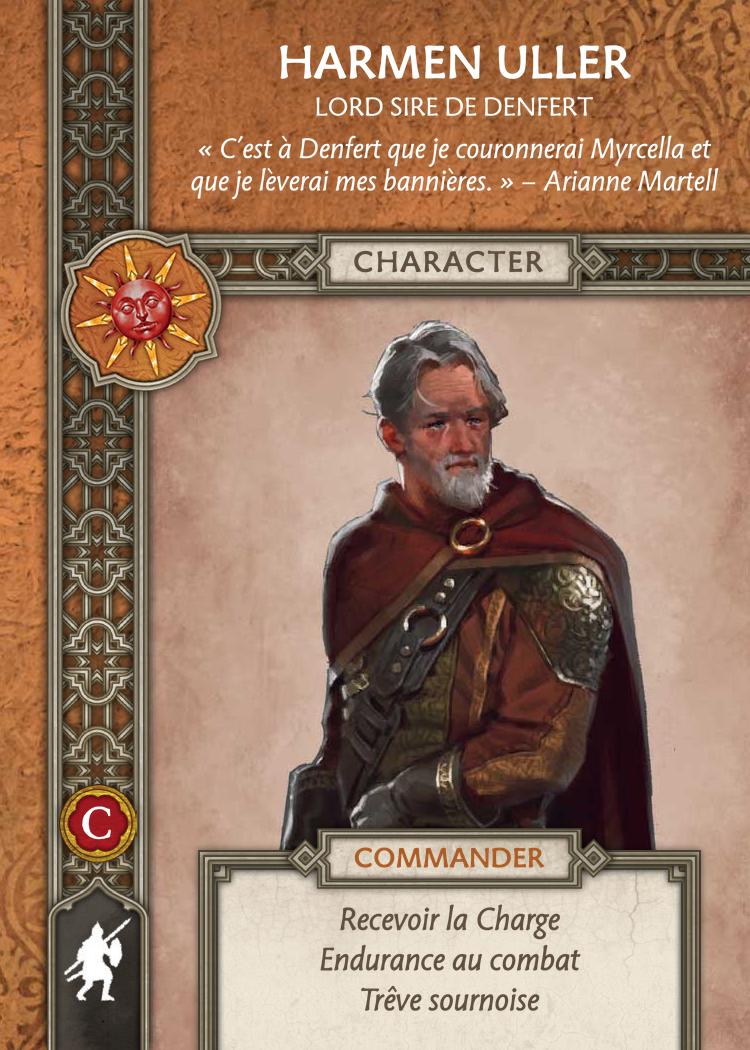 HARMEN ULLER
LORD SIRE DE DENFERT
« C'est à Denfert que je couronnerai Myrcella et
que je lèverai mes bannières. » – Arianne Martell
CHARACTER
C
COMMANDER
Recevoir la Charge
Endurance au combat
Trêve sournoise